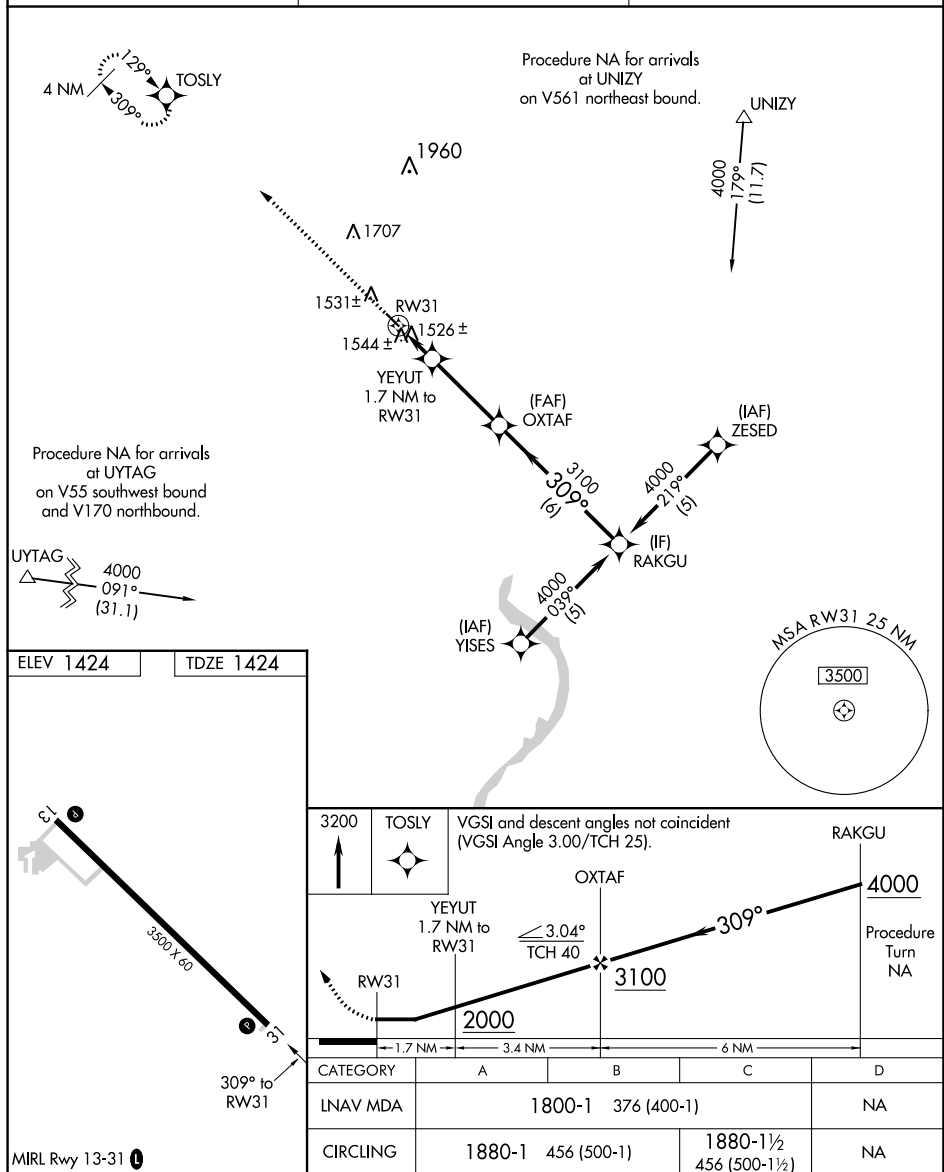 Procedure NA for arrivals
at UNIZY
on V561 northeast bound.
129°
TOSLY
4 NM
309°
UNIZY
4000
179°
(11.7)
1960
1707
1531±
RW31
1544 ±
1526 ±
YEYUT
1.7 NM to
RW31
(FAF)
OXTAF
(IAF)
ZESED
3100
309°
(6)
4000
219°
(5)
(IF)
RAKGU
4000
039°
(5)
(IAF)
YISES
Procedure NA for arrivals
at UYTAG
on V55 southwest bound
and V170 northbound.
UYTAG
4000
091°
(31.1)
MSA RW31 25 NM
3500
ELEV 1424
TDZE 1424
13
P
3500 X 60
P
31
309° to
RW31
MIRL Rwy 13-31 L
3200
TOSLY
VGSI and descent angles not coincident
(VGSI Angle 3.00/TCH 25).
RAKGU
OXTAF
4000
YEYUT
1.7 NM to
RW31
3.04°
TCH 40
309°
Procedure
Turn
NA
RW31
3100
2000
1.7 NM
3.4 NM
6 NM
CATEGORY A B C D
LNAV MDA 1800-1 376 (400-1) NA
CIRCLING 1880-1 456 (500-1) 1880-1½ NA
456 (500-1½)